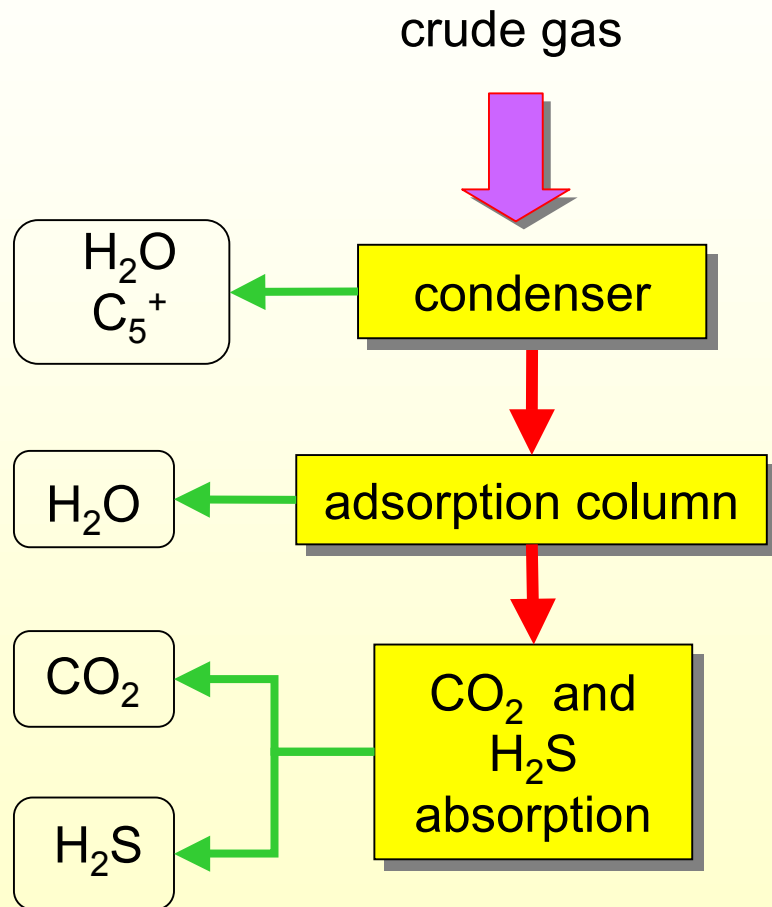 crude gas
H₂O
C₅⁺
condenser
H₂O
adsorption column
CO₂
CO₂ and
H₂S
absorption
H₂S